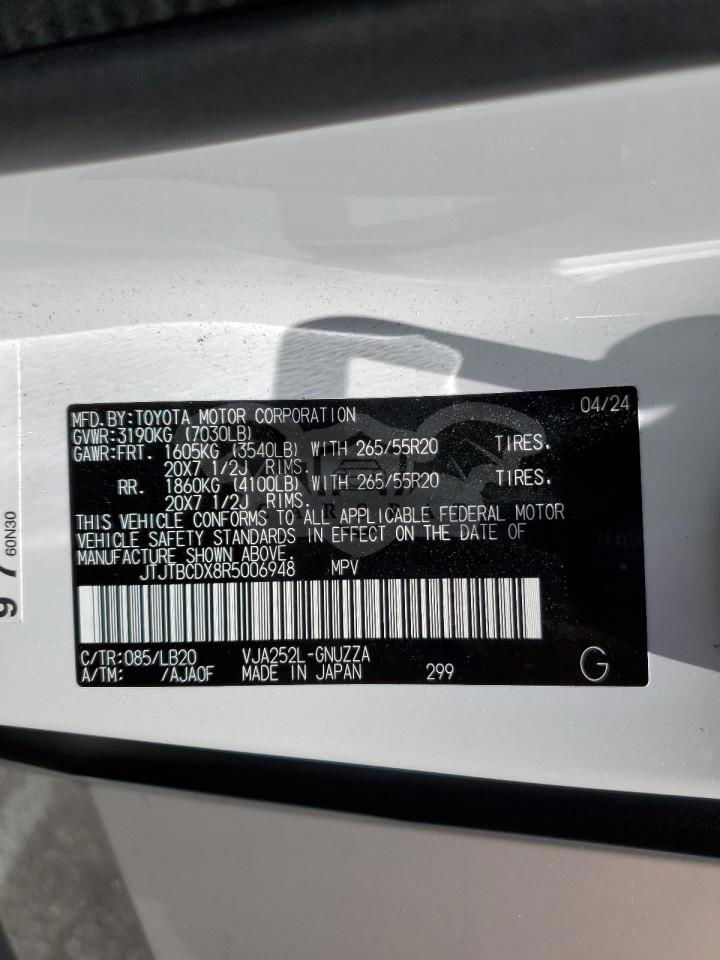 MFD.BY:TOYOTA MOTOR CORPORATION 04/24
GVWR:3190KG (7030LB)
GAWR:FRT. 1605KG (3540LB) WITH 265/55R20 TIRES.
20X7 1/2J RIMS.
RR. 1860KG (4100LB) WITH 265/55R20 TIRES.
20X7 1/2J RIMS.
THIS VEHICLE CONFORMS TO ALL APPLICABLE FEDERAL MOTOR
VEHICLE SAFETY STANDARDS IN EFFECT ON THE DATE OF
MANUFACTURE SHOWN ABOVE.
JTJTBCDX8R5006948 MPV
C/TR:085/LB20 VJA252L-GNUZZA
A/TM: /AJA0F MADE IN JAPAN 299 G
60N30